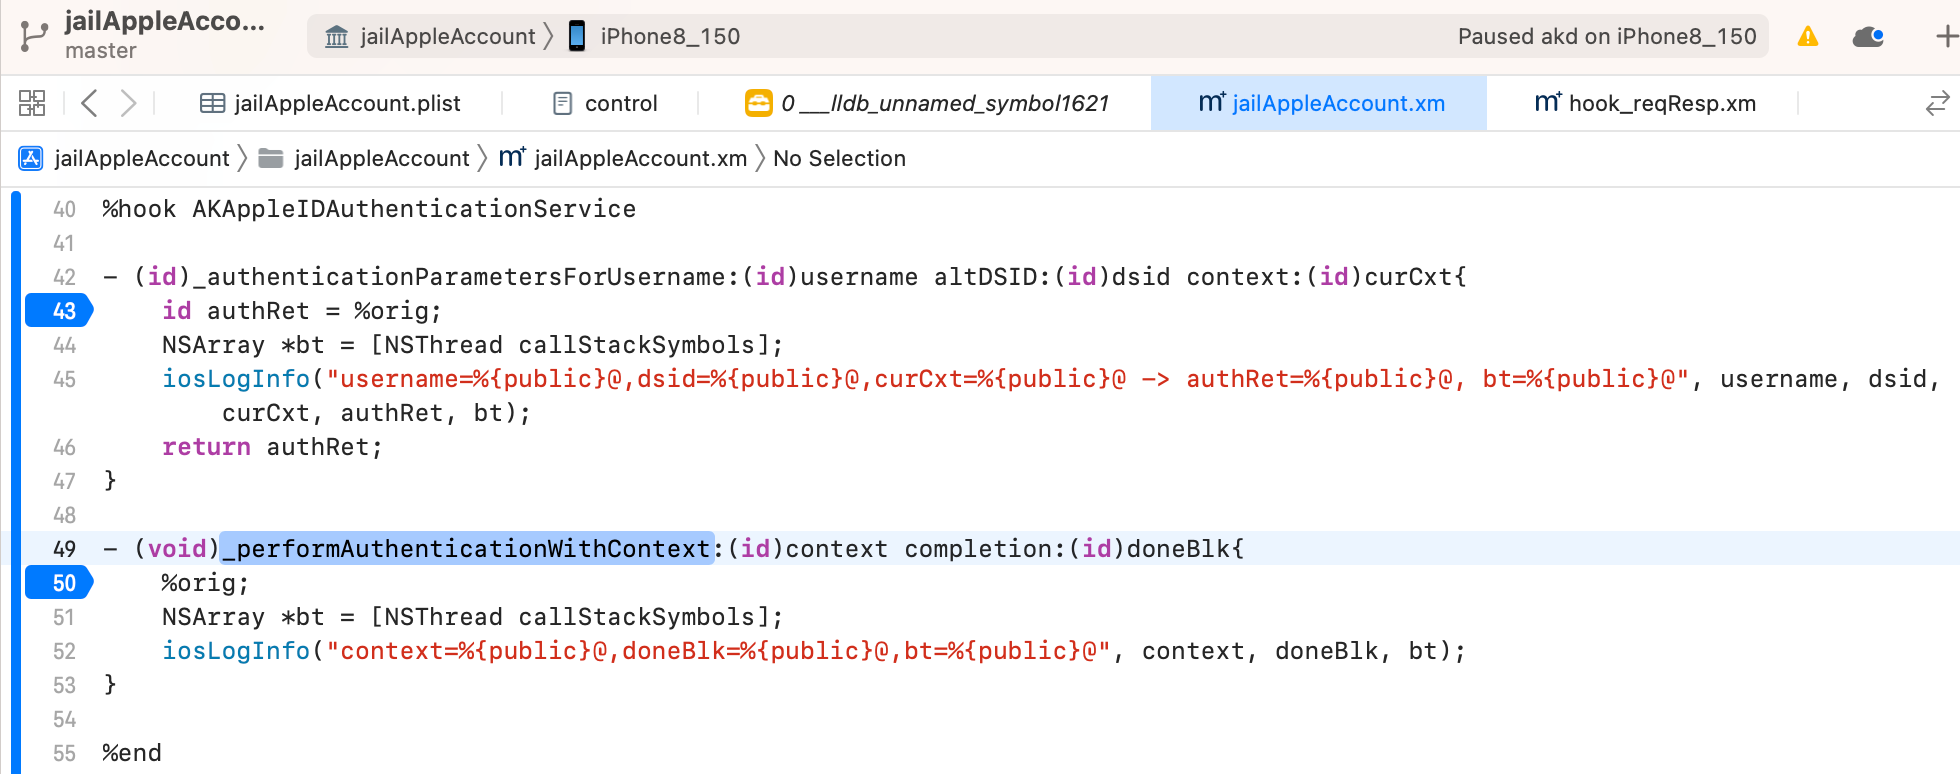 jailAppleAcco...
master
jailAppleAccount iPhone8_150 Paused akd on iPhone8_150
jailAppleAccount.plist control 0 ___lldb_unnamed_symbol1621 m+ jailAppleAccount.xm m+ hook_reqResp.xm
jailAppleAccount jailAppleAccount m+ jailAppleAccount.xm No Selection
40 %hook AKAppleIDAuthenticationService
41
42 - (id)_authenticationParametersForUsername:(id)username altDSID:(id)dsid context:(id)curCxt{
43 id authRet = %orig;
44 NSArray *bt = [NSThread callStackSymbols];
45 iosLogInfo("username=%{public}@,dsid=%{public}@,curCxt=%{public}@ -> authRet=%{public}@, bt=%{public}@", username, dsid,
curCxt, authRet, bt);
46 return authRet;
47 }
48
49 - (void)_performAuthenticationWithContext:(id)context completion:(id)doneBlk{
50 %orig;
51 NSArray *bt = [NSThread callStackSymbols];
52 iosLogInfo("context=%{public}@,doneBlk=%{public}@,bt=%{public}@", context, doneBlk, bt);
53 }
54
55 %end